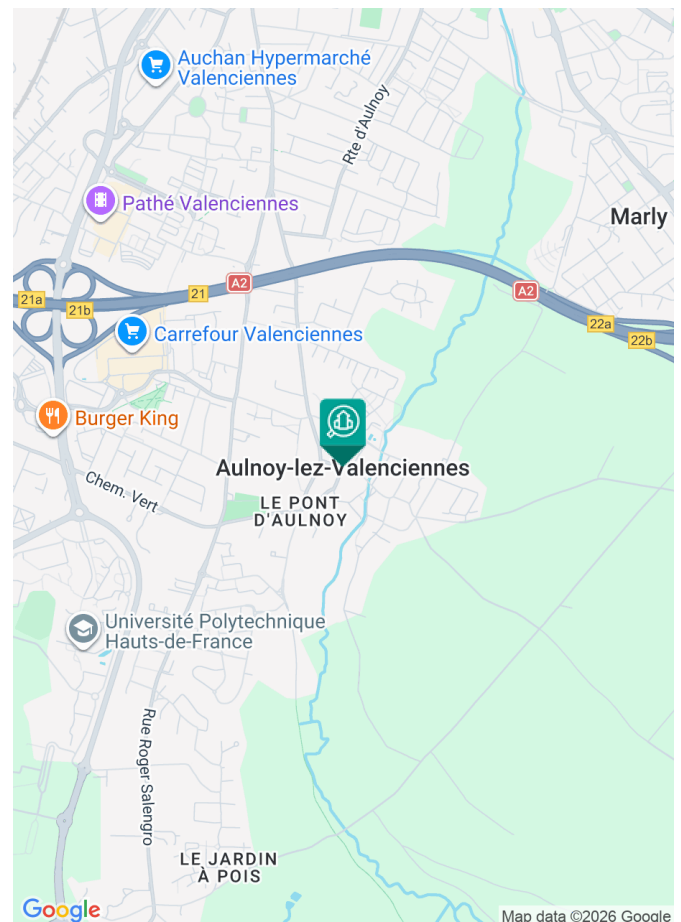 Auchan Hypermarché
Valenciennes
Rte d'Aulnoy
Pathé Valenciennes
Marly
A2
21
21a
21b
A2
22a
22b
Carrefour Valenciennes
Burger King
Aulnoy-lez-Valenciennes
Chem. Vert
LE PONT
D'AULNOY
Université Polytechnique
Hauts-de-France
Rue Roger Salengro
LE JARDIN
À POIS
Google
Map data ©2026 Google